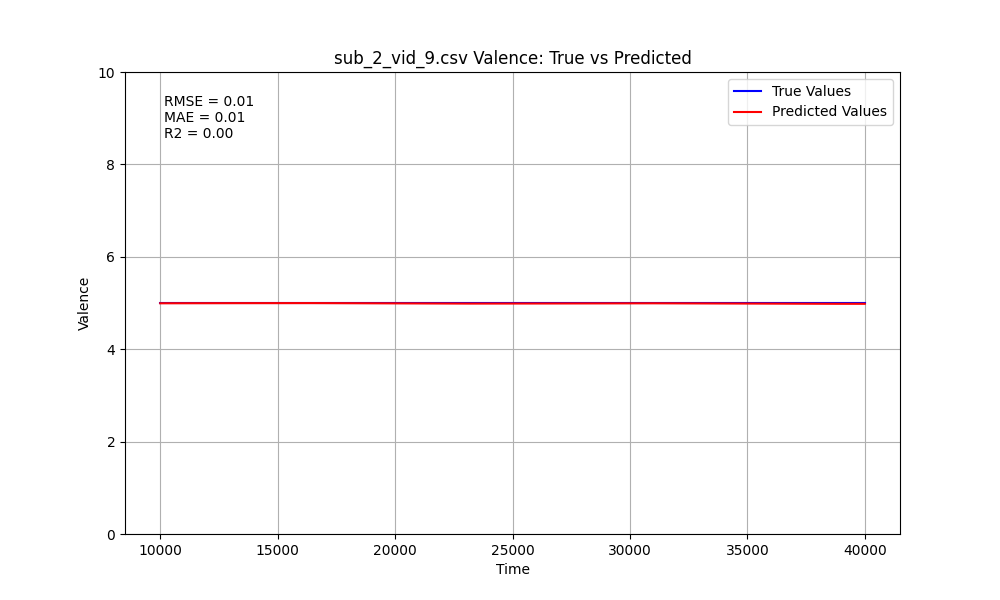 sub_2_vid_9.csv Valence: True vs Predicted
RMSE = 0.01
MAE = 0.01
R2 = 0.00
True Values
Predicted Values
Valence
10
8
6
4
2
0
10000
15000
20000
25000
30000
35000
40000
Time